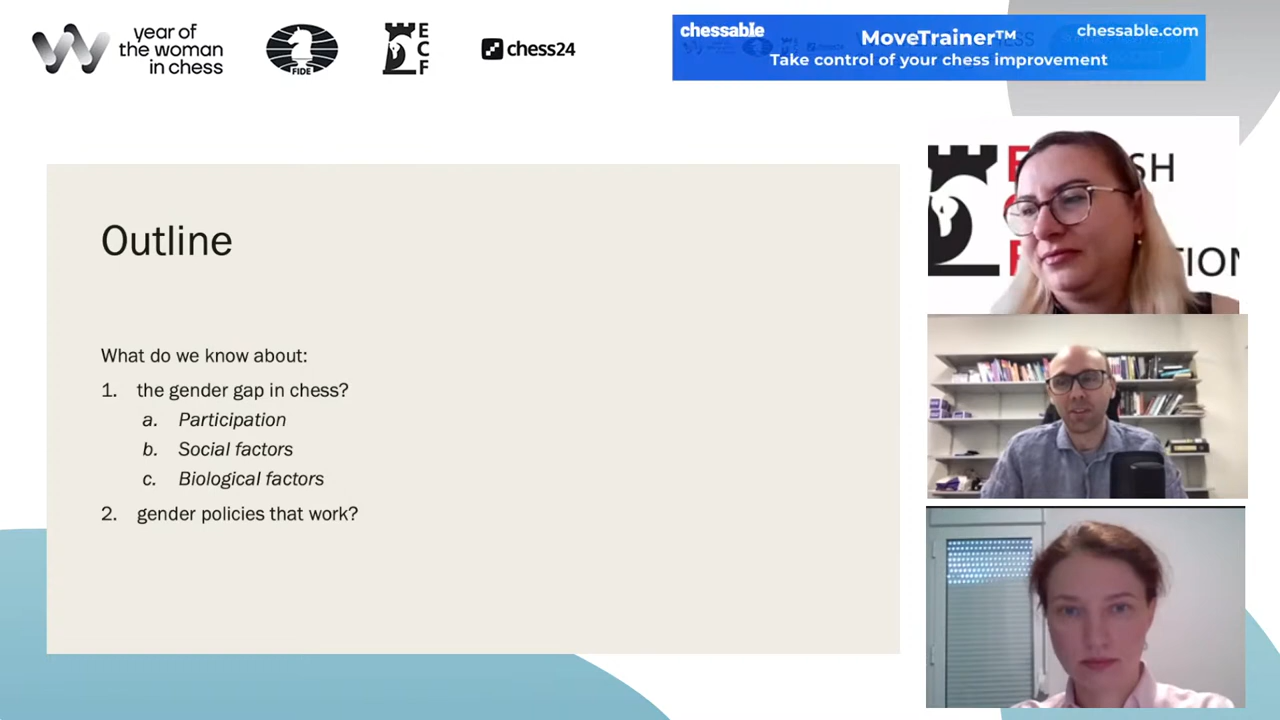 year of
the woman
in chess
FIDE
E
C
F
chess24
chessable
MoveTrainer™
chessable.com
Take control of your chess improvement
Outline
What do we know about:
1. the gender gap in chess?
a. Participation
b. Social factors
c. Biological factors
2. gender policies that work?
E SH
TION